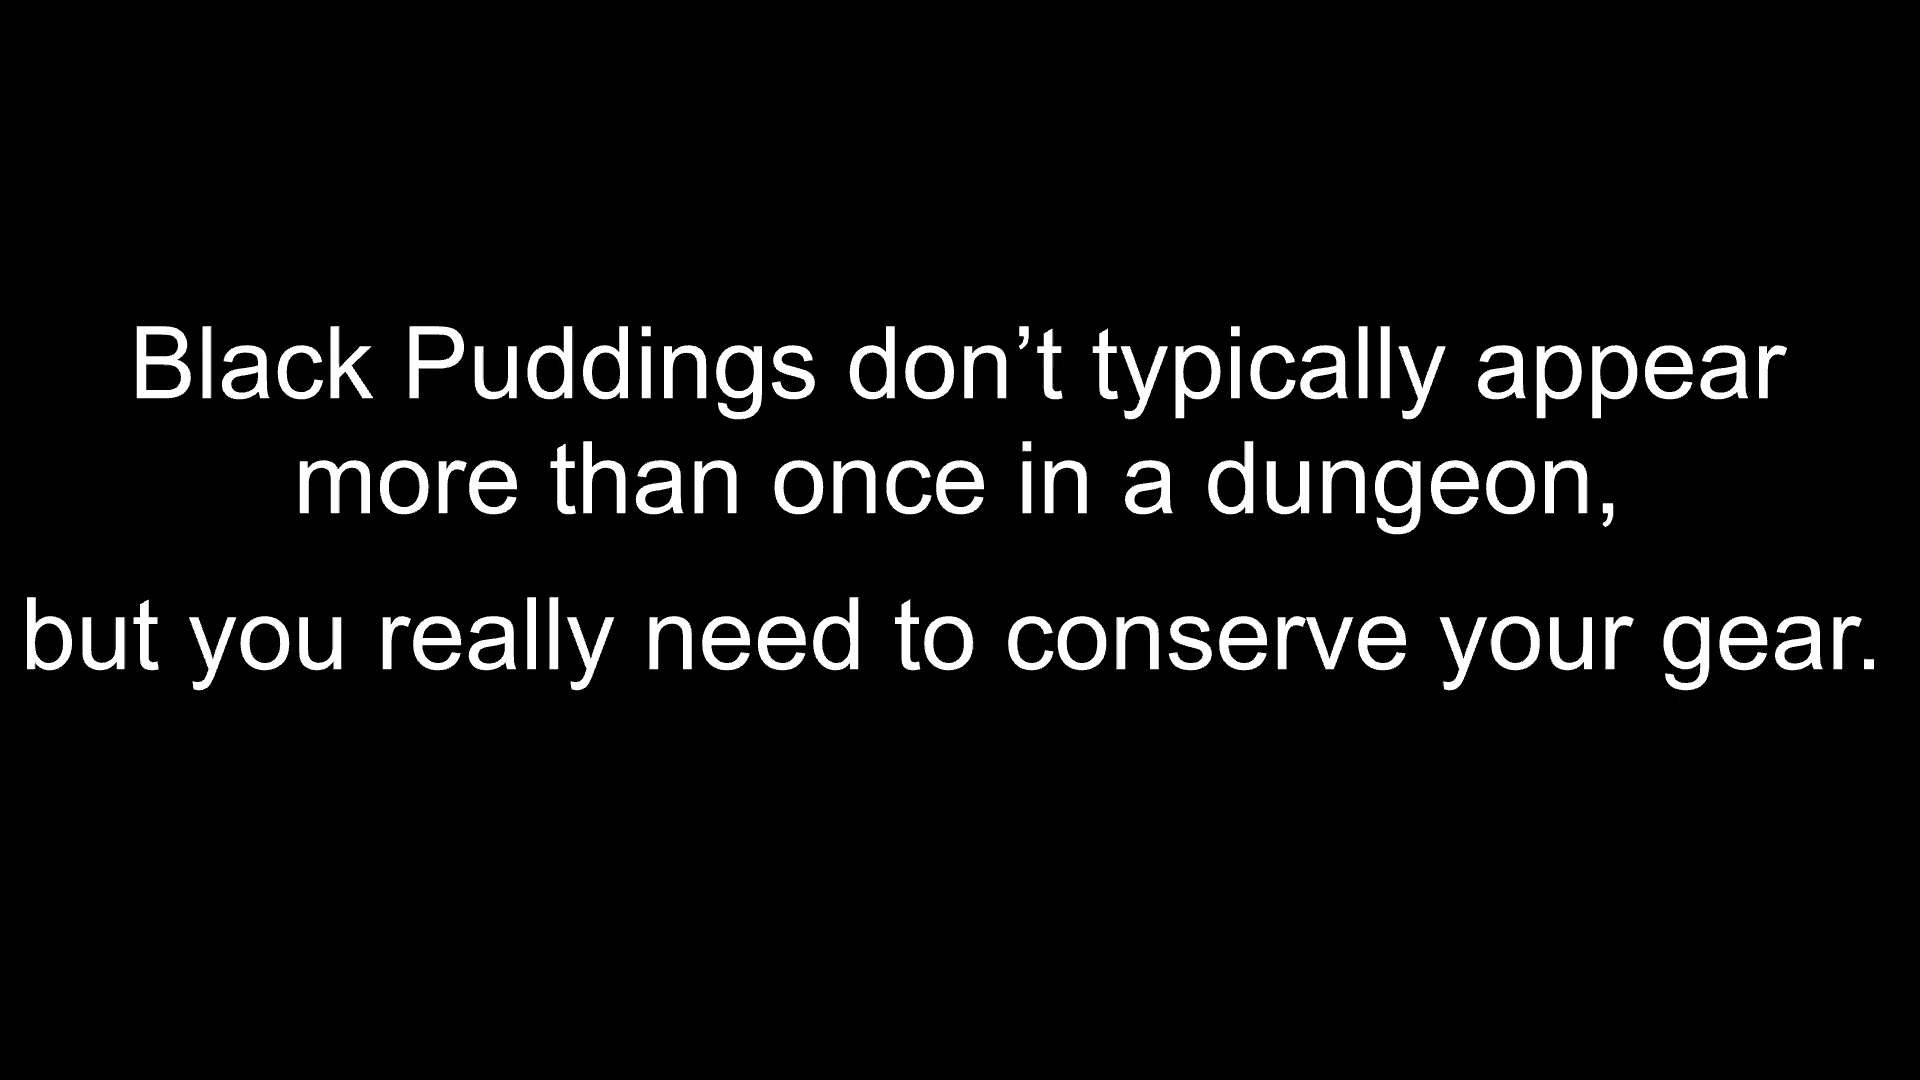 Black Puddings don’t typically appear
more than once in a dungeon,
but you really need to conserve your gear.